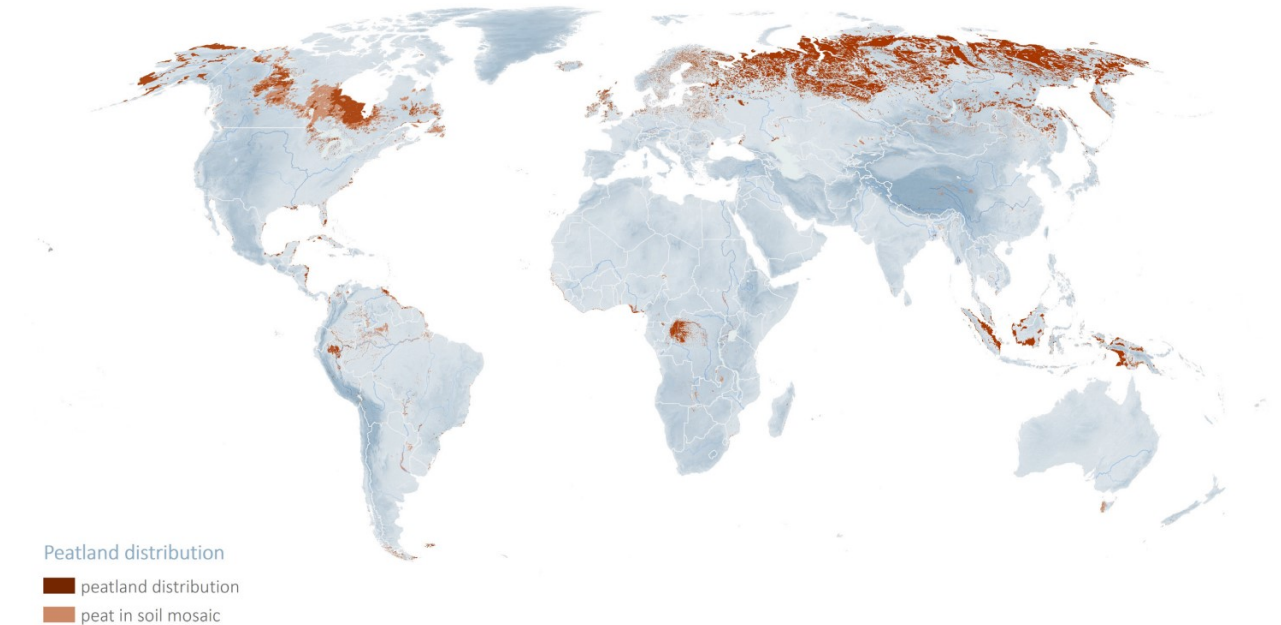 Peatland distribution
peatland distribution
peat in soil mosaic